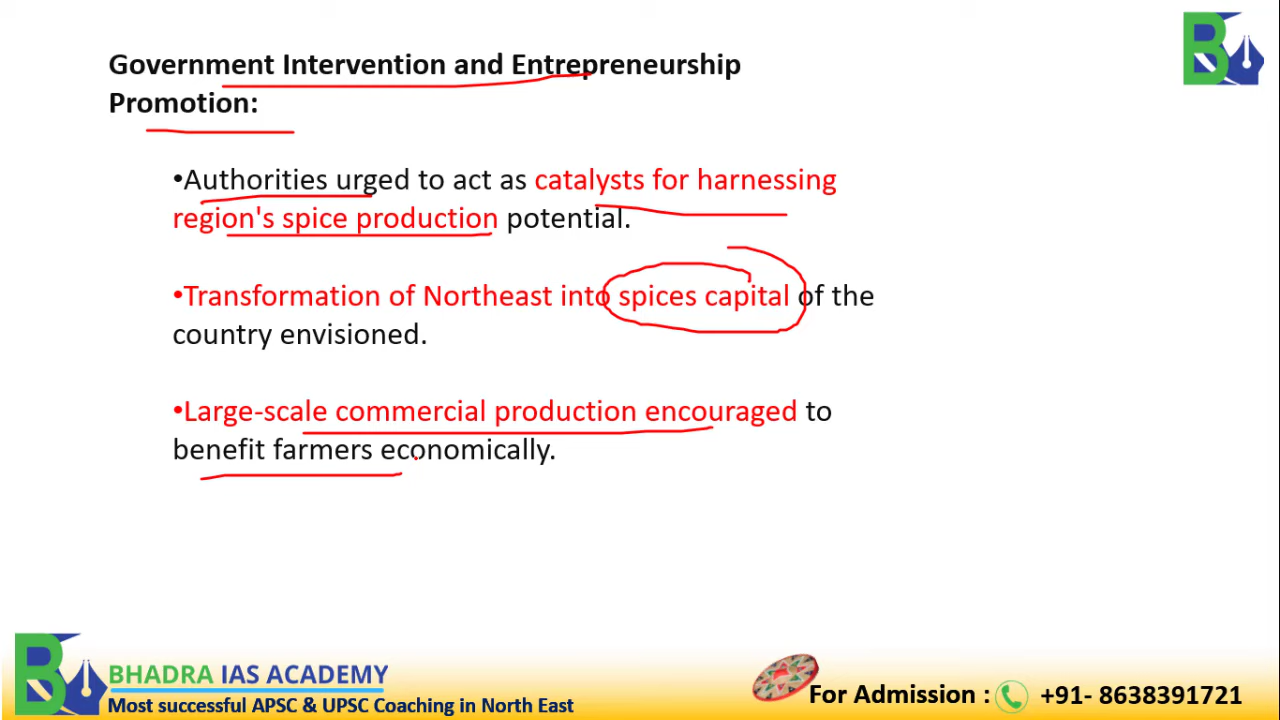 Government Intervention and Entrepreneurship
Promotion:
•Authorities urged to act as catalysts for harnessing
region's spice production potential.
•Transformation of Northeast into spices capital of the
country envisioned.
•Large-scale commercial production encouraged to
benefit farmers economically.
BHADRA IAS ACADEMY
Most successful APSC & UPSC Coaching in North East
For Admission : +91- 8638391721